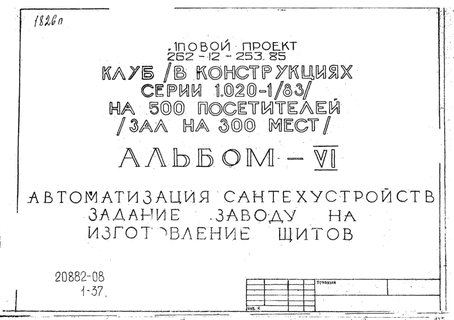 1826п
ТИПОВОЙ ПРОЕКТ
262-12-253.85
КЛУБ /В КОНСТРУКЦИЯХ
СЕРИИ 1.020-1/83/
НА 500 ПОСЕТИТЕЛЕЙ
/ЗАЛ НА 300 МЕСТ/
АЛЬБОМ - VI
АВТОМАТИЗАЦИЯ САНТЕХУСТРОЙСТВ
ЗАДАНИЕ ЗАВОДУ НА
ИЗГОТОВЛЕНИЕ ЩИТОВ
20882-08
1-37